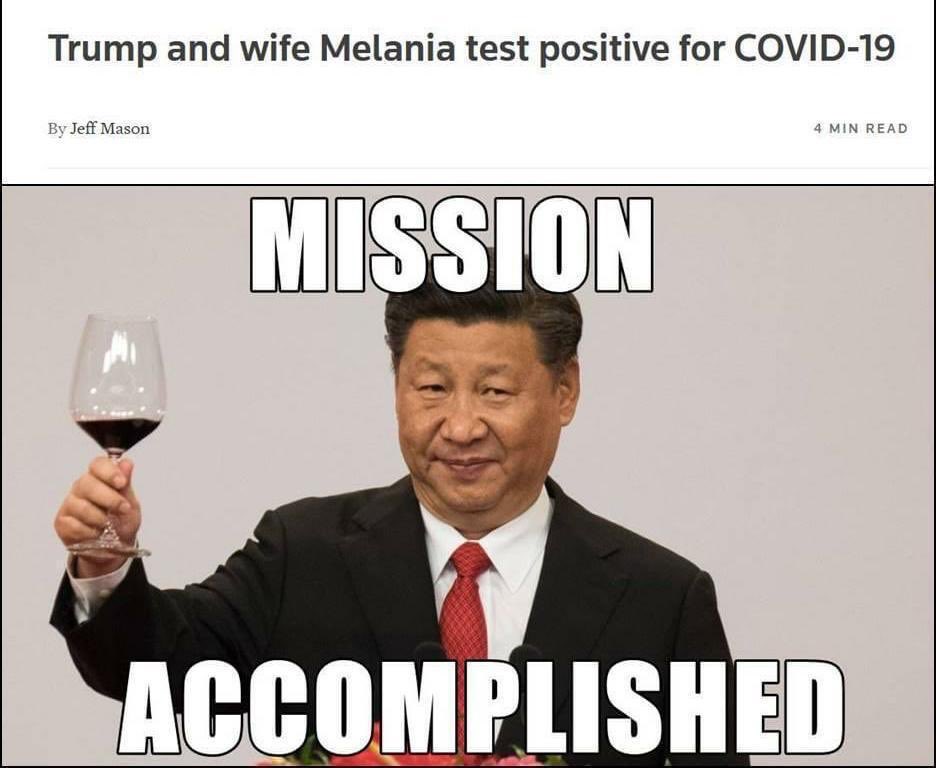 Trump and wife Melania test positive for COVID-19
By Jeff Mason
4 MIN READ
MISSION
ACCOMPLISHED